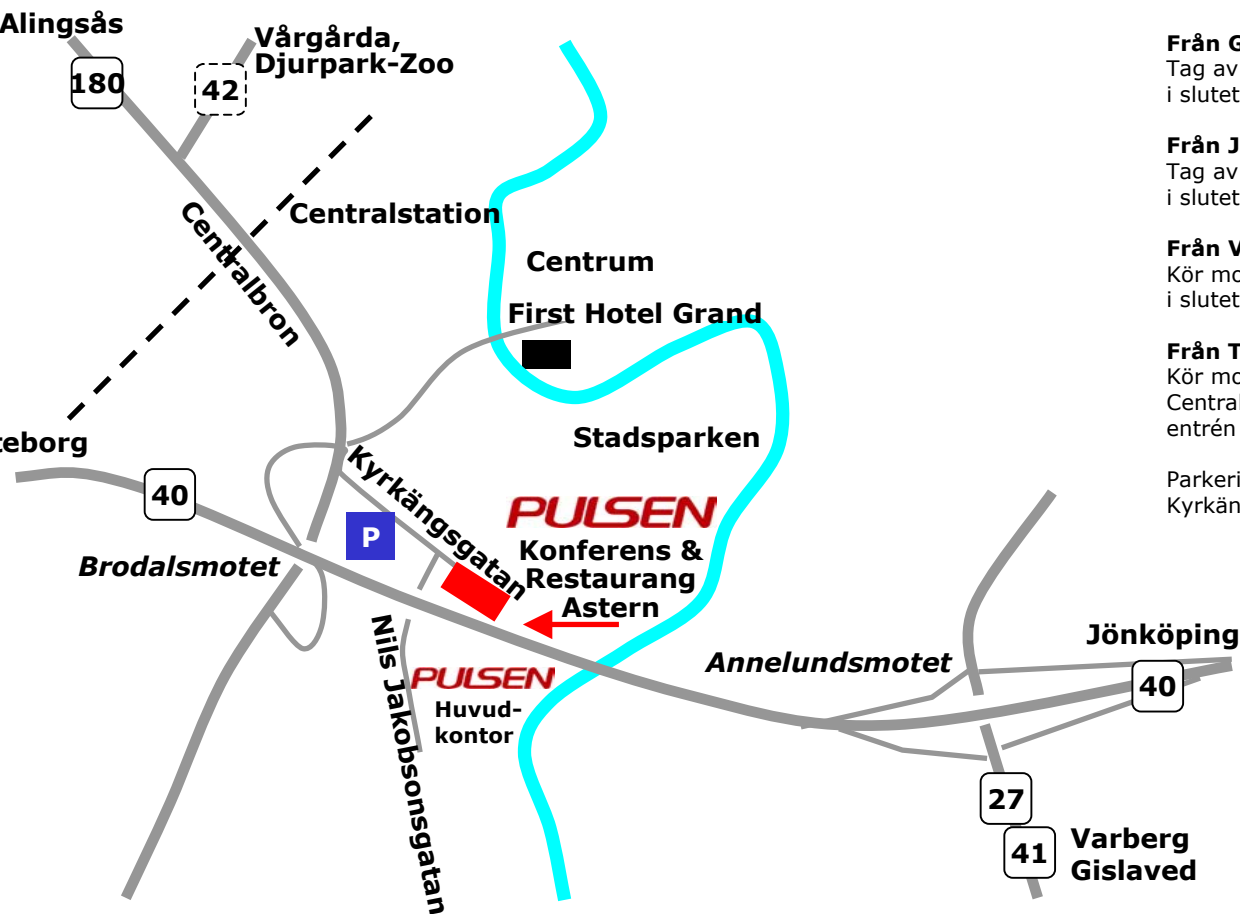 Alingsås
180
42
Vårgårda,
Djurpark-Zoo
Centralbron
Centralstation
Centrum
First Hotel Grand
Stadsparken
teborg
40
Brodalsmotet
P
Kyrkängsgatan
PULSEN
Konferens &
Restaurang
Astern
Nils Jakobsonsgatan
PULSEN
Huvud-
kontor
Annelundsmotet
Jönköping
40
27
41
Varberg
Gislaved
Från G
Tag av
i slutet
Från J
Tag av
i slutet
Från V
Kör mo
i slutet
Från T
Kör mo
Central
entrén
Parkeri
Kyrkän